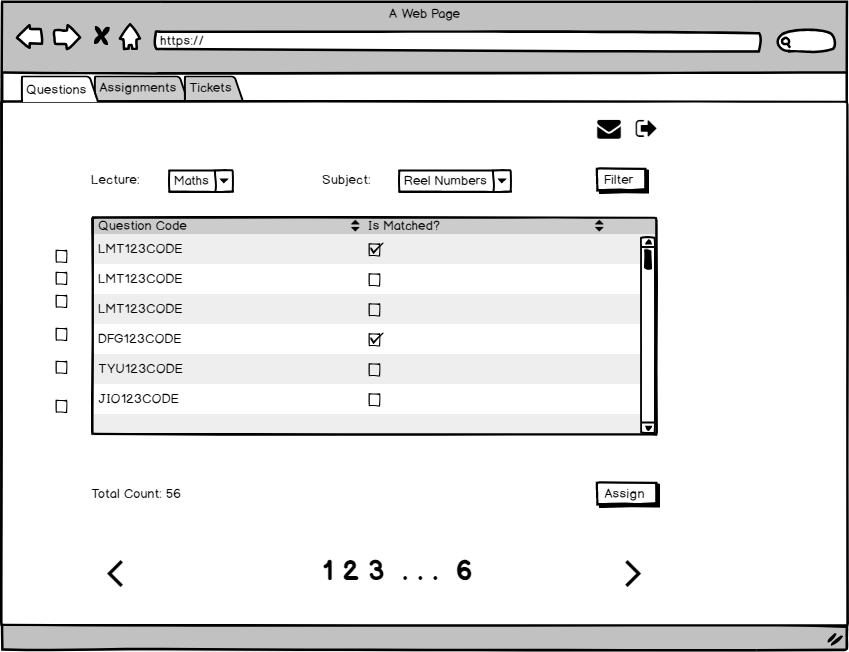 A Web Page
https://
Questions Assignments Tickets
Lecture: Maths Subject: Reel Numbers Filter
Question Code Is Matched?
LMT123CODE
LMT123CODE
LMT123CODE
DFG123CODE
TYU123CODE
JIO123CODE
Total Count: 56 Assign
1 2 3 ... 6